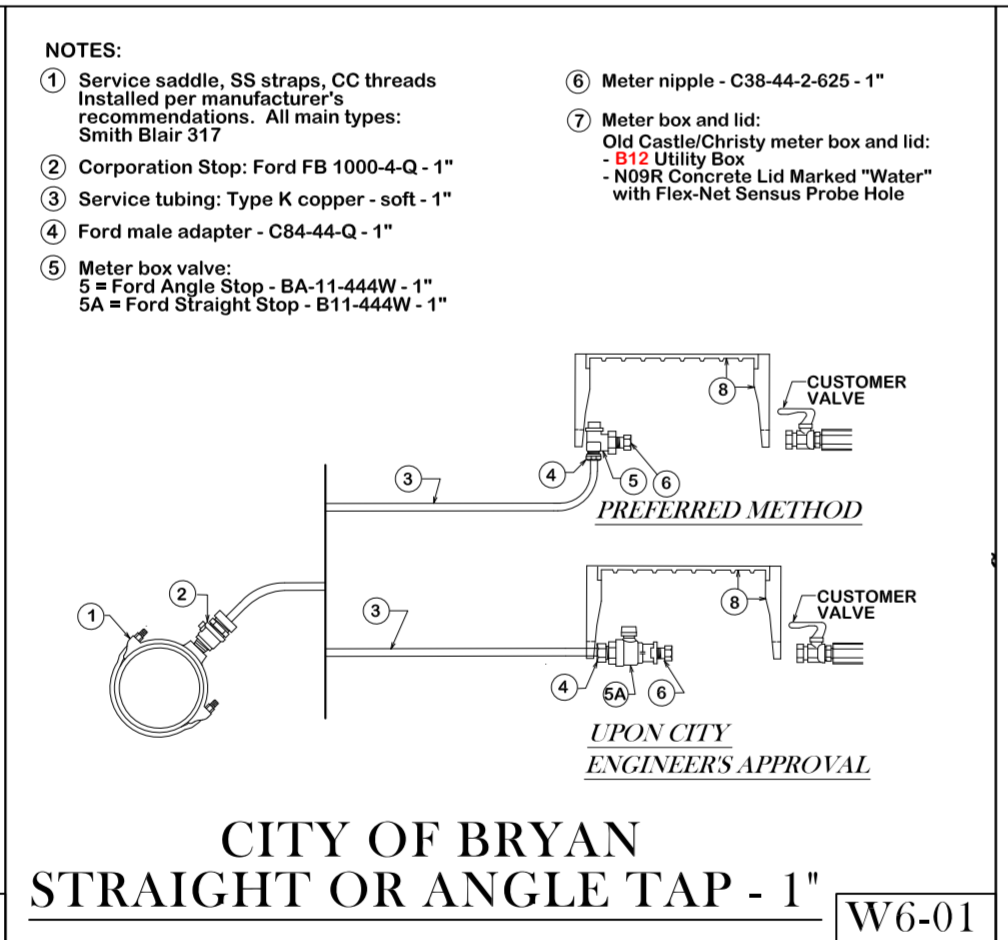 NOTES:
1 Service saddle, SS straps, CC threads
Installed per manufacturer's
recommendations. All main types:
Smith Blair 317
2 Corporation Stop: Ford FB 1000-4-Q - 1"
3 Service tubing: Type K copper - soft - 1"
4 Ford male adapter - C84-44-Q - 1"
5 Meter box valve:
5 = Ford Angle Stop - BA-11-444W - 1"
5A = Ford Straight Stop - B11-444W - 1"
6 Meter nipple - C38-44-2-625 - 1"
7 Meter box and lid:
Old Castle/Christy meter box and lid:
- B12 Utility Box
- N09R Concrete Lid Marked "Water"
with Flex-Net Sensus Probe Hole
8
CUSTOMER
VALVE
3
4
5
6
PREFERRED METHOD
1
2
3
8
CUSTOMER
VALVE
4
5A
6
UPON CITY
ENGINEER'S APPROVAL
CITY OF BRYAN
STRAIGHT OR ANGLE TAP - 1"
W6-01